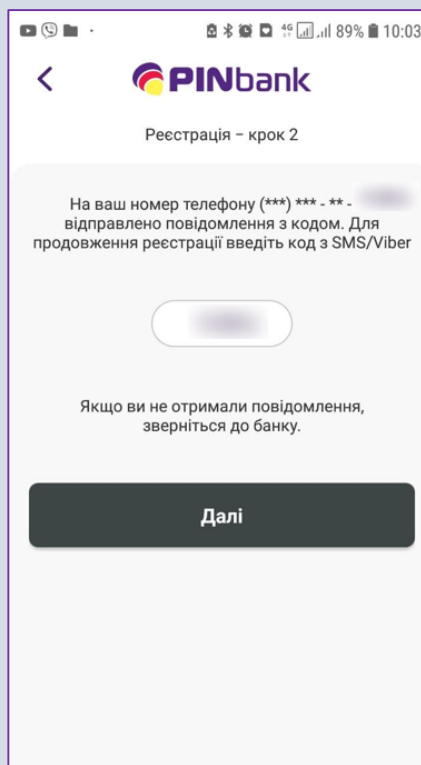 4G 89% 10:03
PINbank
Реєстрація – крок 2
На ваш номер телефону (***) *** - ** -
відправлено повідомлення з кодом. Для
продовження реєстрації введіть код з SMS/Viber
Якщо ви не отримали повідомлення,
зверніться до банку.
Далі